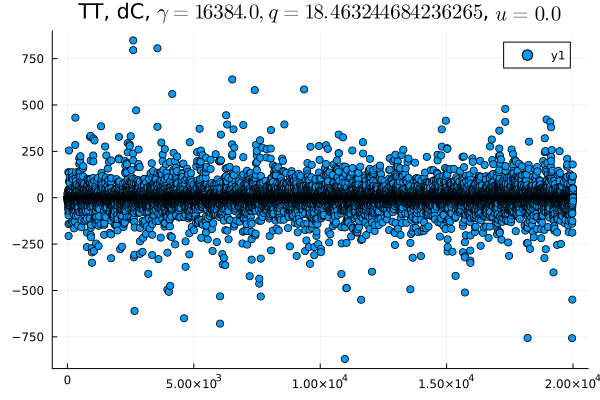 TT, dC, γ = 16384.0, q = 18.463244684236265, u = 0.0
y1
750
500
250
0
−250
−500
−750
0 5.00×10³ 1.00×10⁴ 1.50×10⁴ 2.00×10⁴